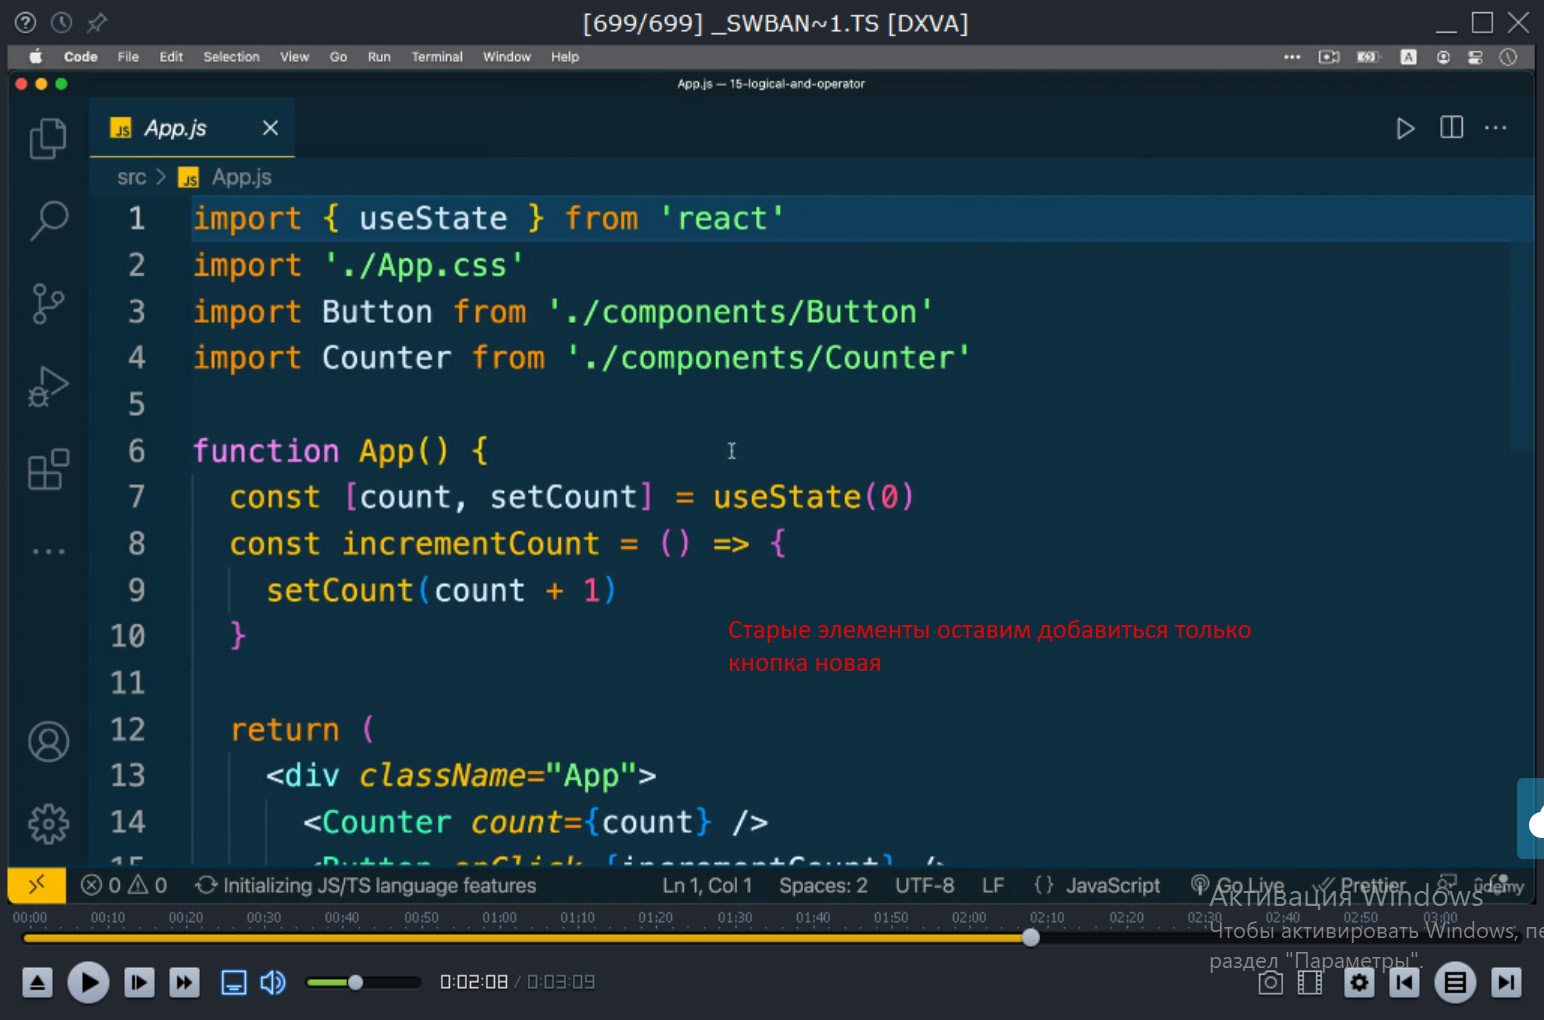 [699/699] _SWBAN~1.TS [DXVA]
Code File Edit Selection View Go Run Terminal Window Help
A
App.js — 15-logical-and-operator
JS App.js
src > JS App.js
1 import { useState } from 'react'
2 import './App.css'
3 import Button from './components/Button'
4 import Counter from './components/Counter'
5
6 function App() {
7 const [count, setCount] = useState(0)
8 const incrementCount = () => {
9 setCount(count + 1)
10 }
Старые элементы оставим добавиться только
кнопка новая
11
12 return (
13 <div className="App">
14 <Counter count={count} />
15 <Button onClick={incrementCount} />
0 0 Initializing JS/TS language features Ln 1, Col 1 Spaces: 2 UTF-8 LF {} JavaScript Go Live Prettier ûdemy
Активация Windows
00:00 00:10 00:20 00:30 00:40 00:50 01:00 01:10 01:20 01:30 01:40 01:50 02:00 02:10 02:20 02:30 02:40 02:50 03:00
Чтобы активировать Windows, пе
раздел "Параметры".
0:02:08 / 0:03:09